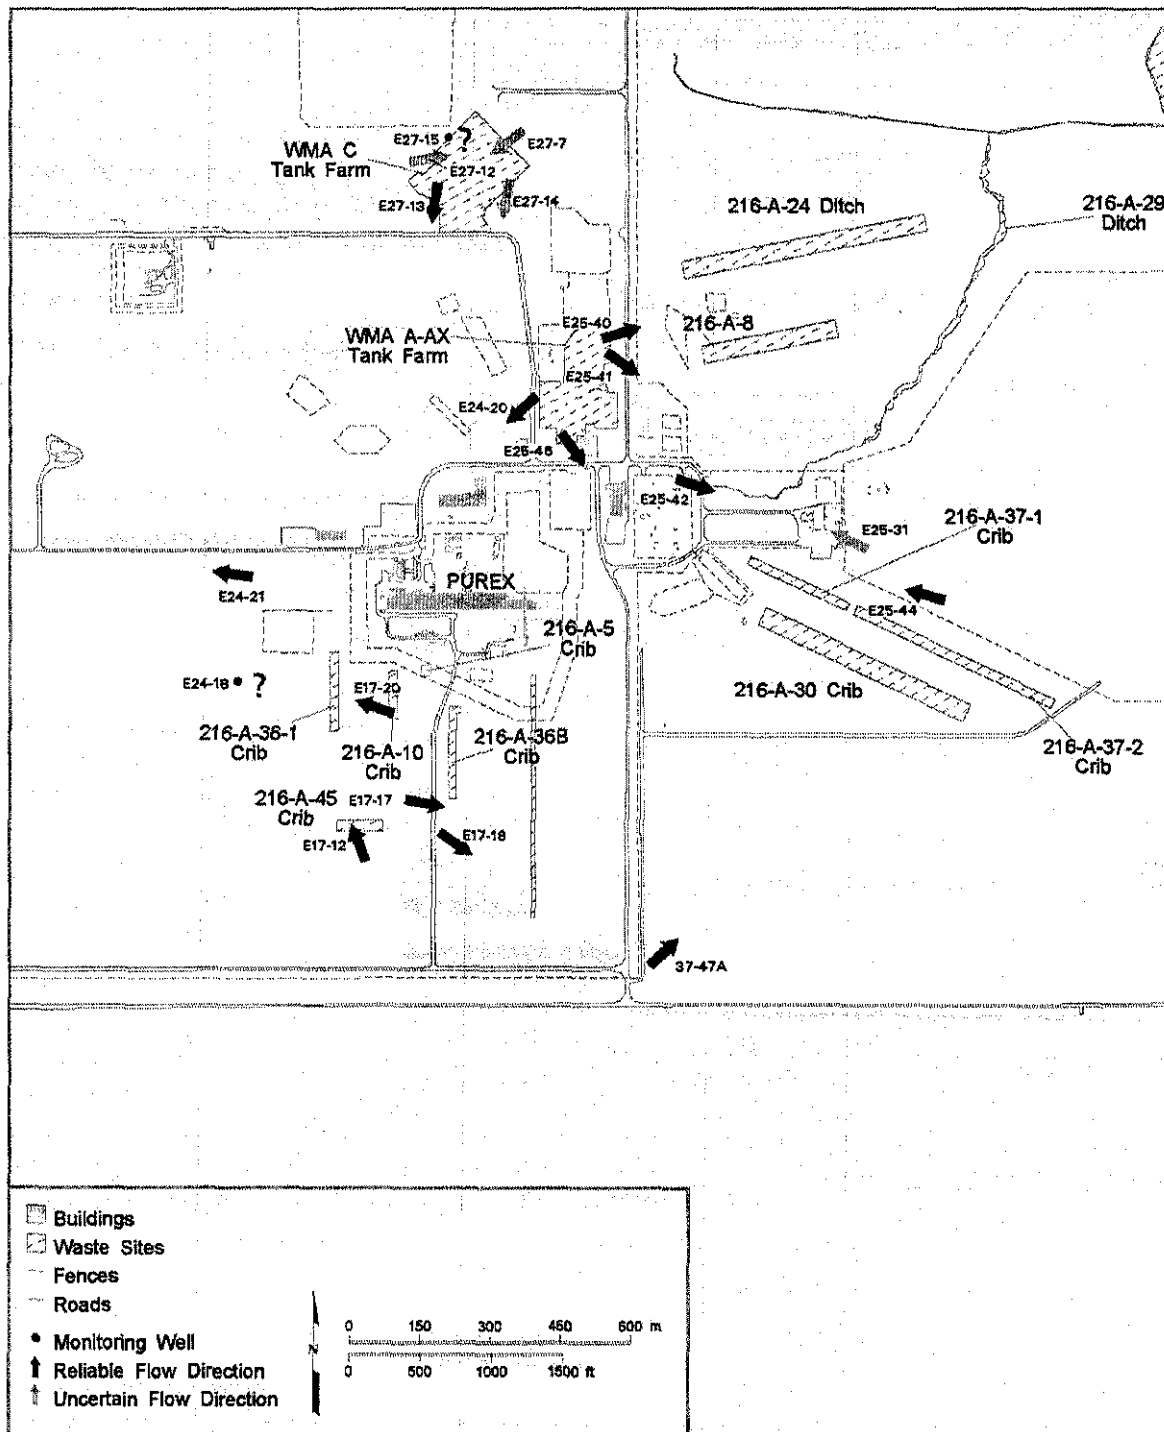 E27-15
?
E27-7
WMA C
Tank Farm
E27-12
E27-13
E27-14
216-A-24 Ditch
216-A-29
Ditch
E25-40
216-A-8
WMA A-AX
Tank Farm
E25-41
E24-20
E25-46
E25-42
216-A-37-1
Crib
E25-31
E24-21
PUREX
E25-44
216-A-5
Crib
E24-18
?
E17-20
216-A-30 Crib
216-A-36-1
Crib
216-A-10
Crib
216-A-36B
Crib
216-A-37-2
Crib
216-A-45
Crib
E17-17
E17-18
E17-12
37-47A
Buildings
Waste Sites
Fences
Roads
Monitoring Well
Reliable Flow Direction
Uncertain Flow Direction
N
0 150 300 450 600 m
0 500 1000 1500 ft